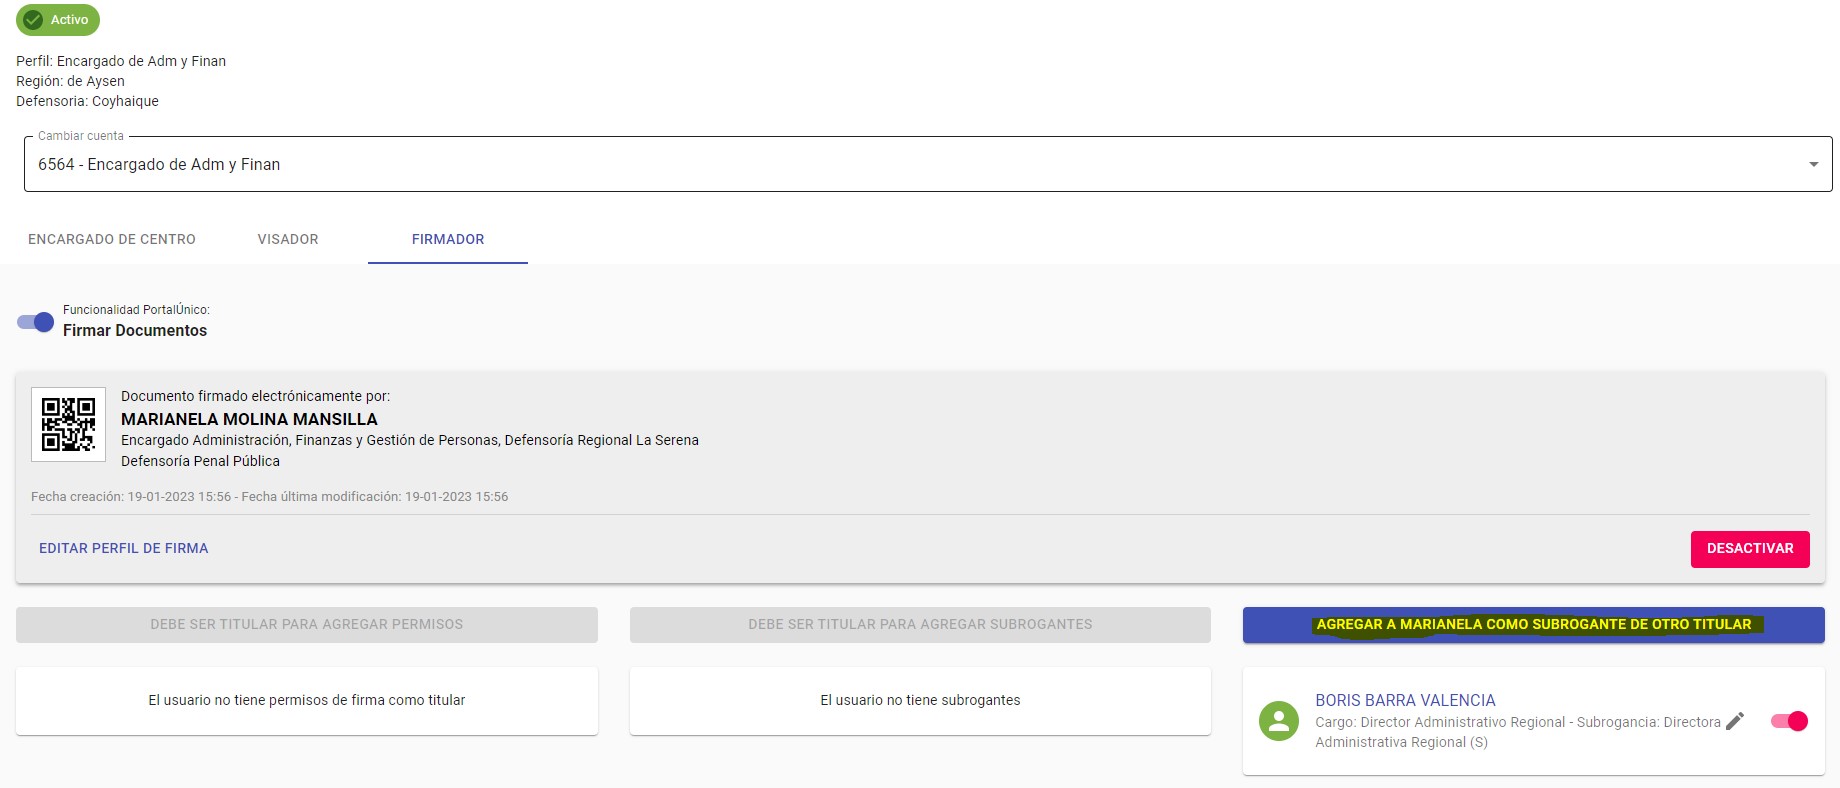 Activo
Perfil: Encargado de Adm y Finan
Región: de Aysen
Defensoria: Coyhaique
Cambiar cuenta
6564 - Encargado de Adm y Finan
ENCARGADO DE CENTRO
VISADOR
FIRMADOR
Funcionalidad PortalÚnico:
Firmar Documentos
Documento firmado electrónicamente por:
MARIANELA MOLINA MANSILLA
Encargado Administración, Finanzas y Gestión de Personas, Defensoría Regional La Serena
Defensoría Penal Pública
Fecha creación: 19-01-2023 15:56 - Fecha última modificación: 19-01-2023 15:56
EDITAR PERFIL DE FIRMA
DESACTIVAR
DEBE SER TITULAR PARA AGREGAR PERMISOS
DEBE SER TITULAR PARA AGREGAR SUBROGANTES
AGREGAR A MARIANELA COMO SUBROGANTE DE OTRO TITULAR
El usuario no tiene permisos de firma como titular
El usuario no tiene subrogantes
BORIS BARRA VALENCIA
Cargo: Director Administrativo Regional - Subrogancia: Directora
Administrativa Regional (S)